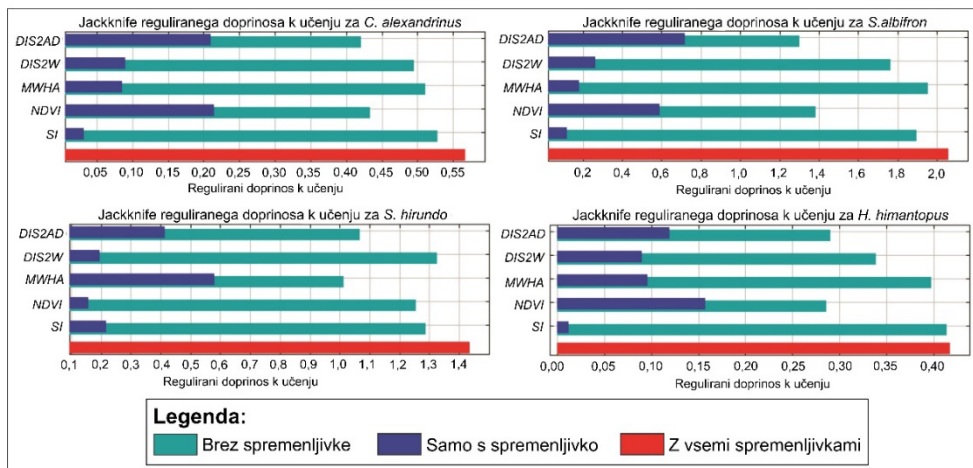 Jackknife reguliranega doprinosa k učenju za C. alexandrinus
DIS2AD
DIS2W
MWHA
NDVI
SI
0,05 0,10 0,15 0,20 0,25 0,30 0,35 0,40 0,45 0,50 0,55
Regulirani doprinos k učenju
Jackknife reguliranega doprinosa k učenju za S.albifron
DIS2AD
DIS2W
MWHA
NDVI
SI
0,2 0,4 0,6 0,8 1,0 1,2 1,4 1,6 1,8 2,0
Regulirani doprinos k učenju
Jackknife reguliranega doprinosa k učenju za S. hirundo
DIS2AD
DIS2W
MWHA
NDVI
SI
0,1 0,2 0,3 0,4 0,5 0,6 0,7 0,8 0,9 1,0 1,1 1,2 1,3 1,4
Regulirani doprinos k učenju
Jackknife reguliranega doprinosa k učenju za H. himantopus
DIS2AD
DIS2W
MWHA
NDVI
SI
0,00 0,05 0,10 0,15 0,20 0,25 0,30 0,35 0,40
Regulirani doprinos k učenju
Legenda:
Brez spremenljivke Samo s spremenljivko Z vsemi spremenljivkami